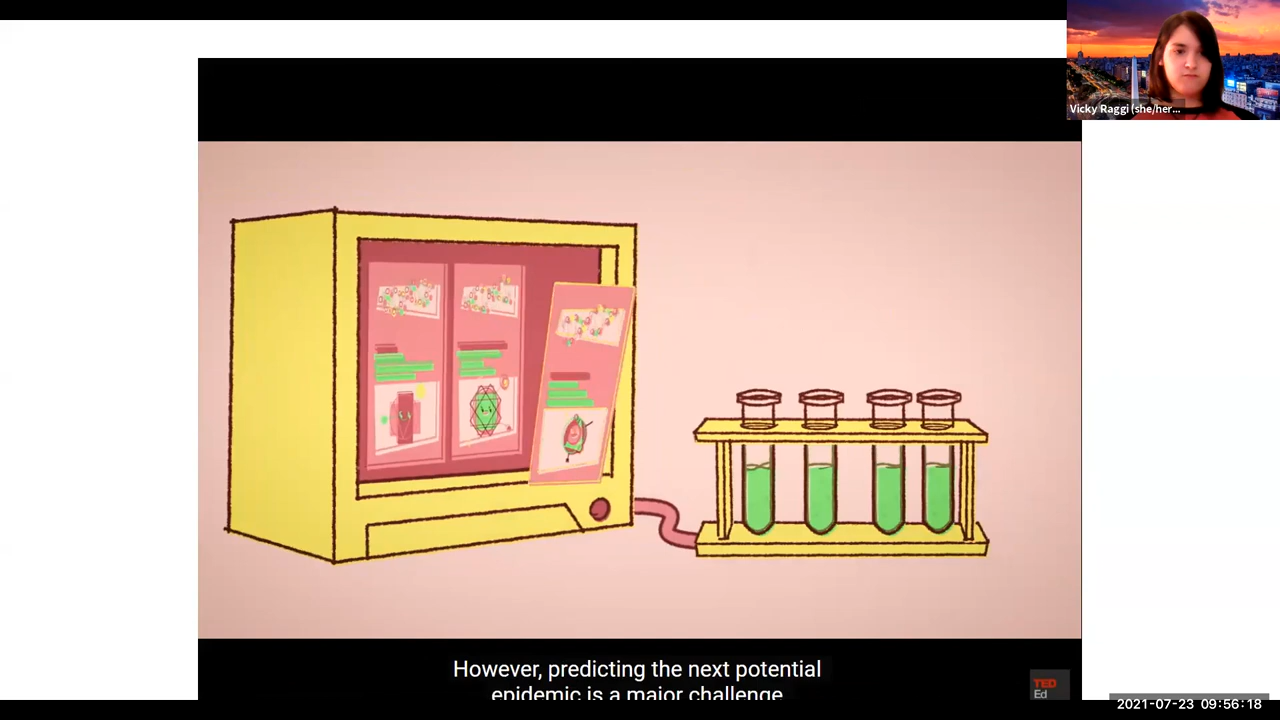 Vicky Raggi (she/her...
However, predicting the next potential
epidemic is a major challenge
TED
Ed
2021-07-23 09:56:18